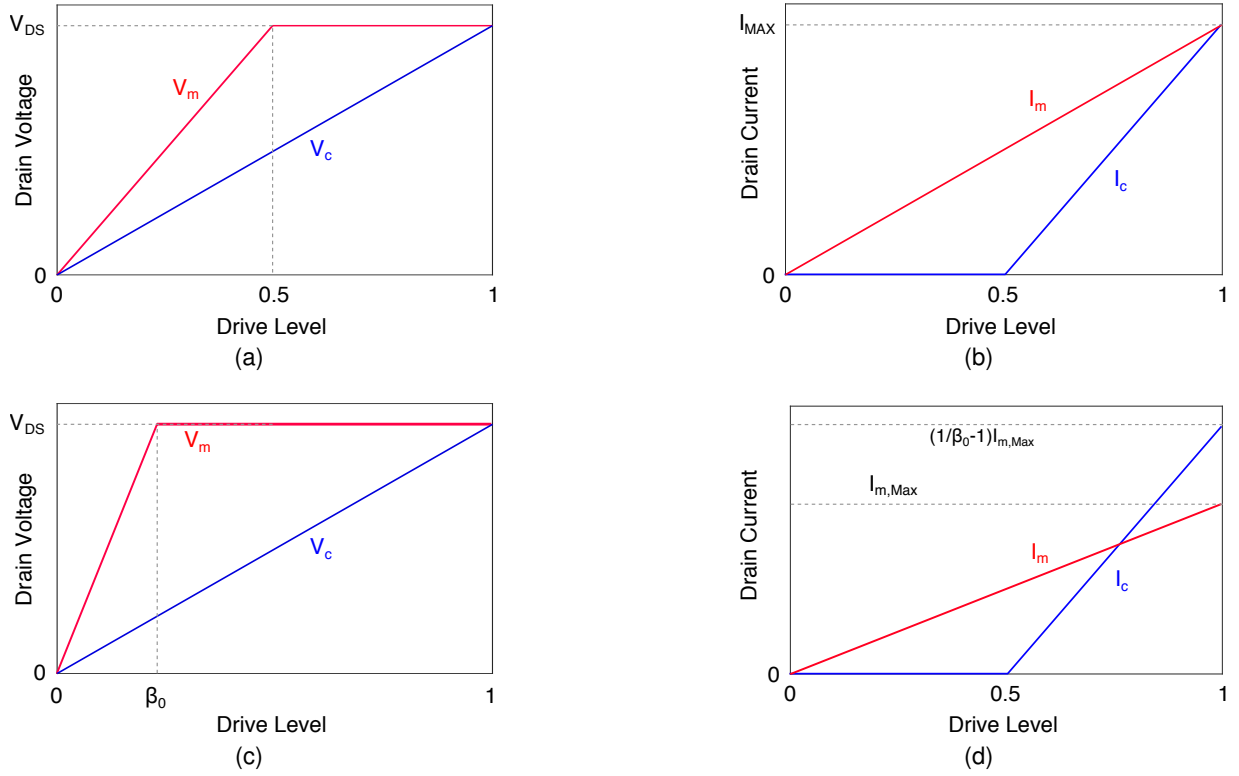 V_DS
Drain Voltage
V_m
V_c
0
0
0.5
1
Drive Level
(a)
I_MAX
Drain Current
I_m
I_c
0
0
0.5
1
Drive Level
(b)
V_DS
Drain Voltage
V_m
V_c
0
0
β_0
1
Drive Level
(c)
(1/β_0-1)I_m,Max
I_m,Max
Drain Current
I_m
I_c
0
0
0.5
1
Drive Level
(d)